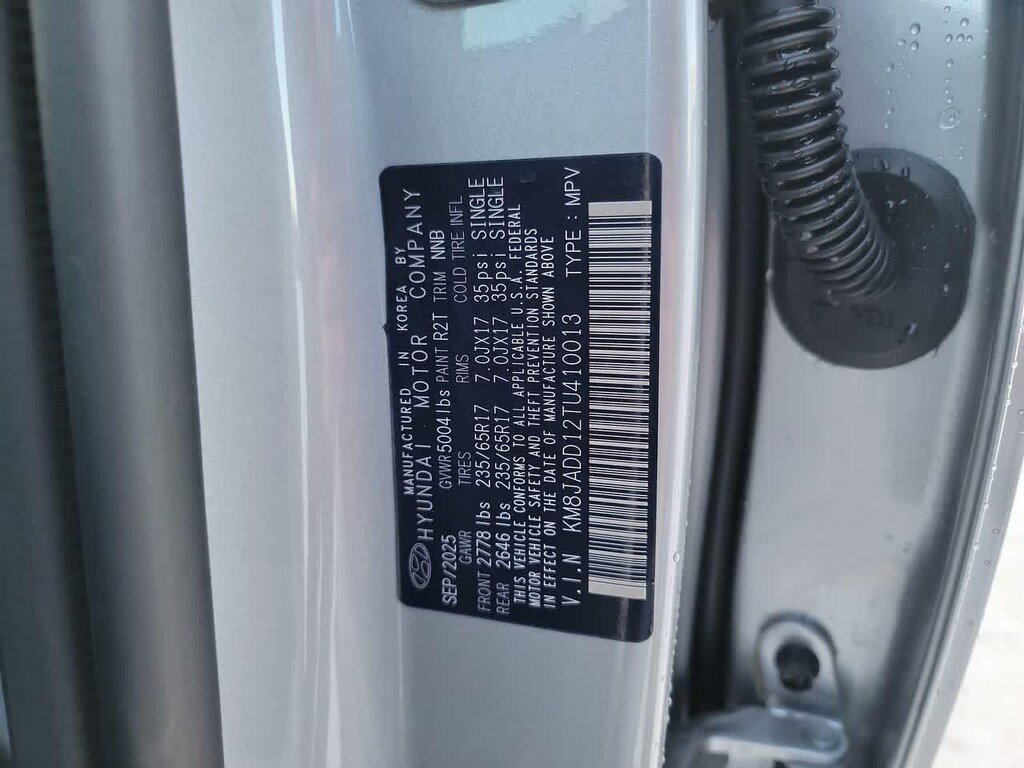 MANUFACTURED IN KOREA BY
HYUNDAI MOTOR COMPANY
SEP/2025 GVWR 5004 lbs PAINT R2T TRIM NNB
GAWR TIRES RIMS COLD TIRE INFL
FRONT 2778 lbs 235/65R17 7.0JX17 35psi SINGLE
REAR 2646 lbs 235/65R17 7.0JX17 35psi SINGLE
THIS VEHICLE CONFORMS TO ALL APPLICABLE U.S.A. FEDERAL
MOTOR VEHICLE SAFETY AND THEFT PREVENTION STANDARDS
IN EFFECT ON THE DATE OF MANUFACTURE SHOWN ABOVE
V.I.N KM8JADD12TU410013 TYPE : MPV